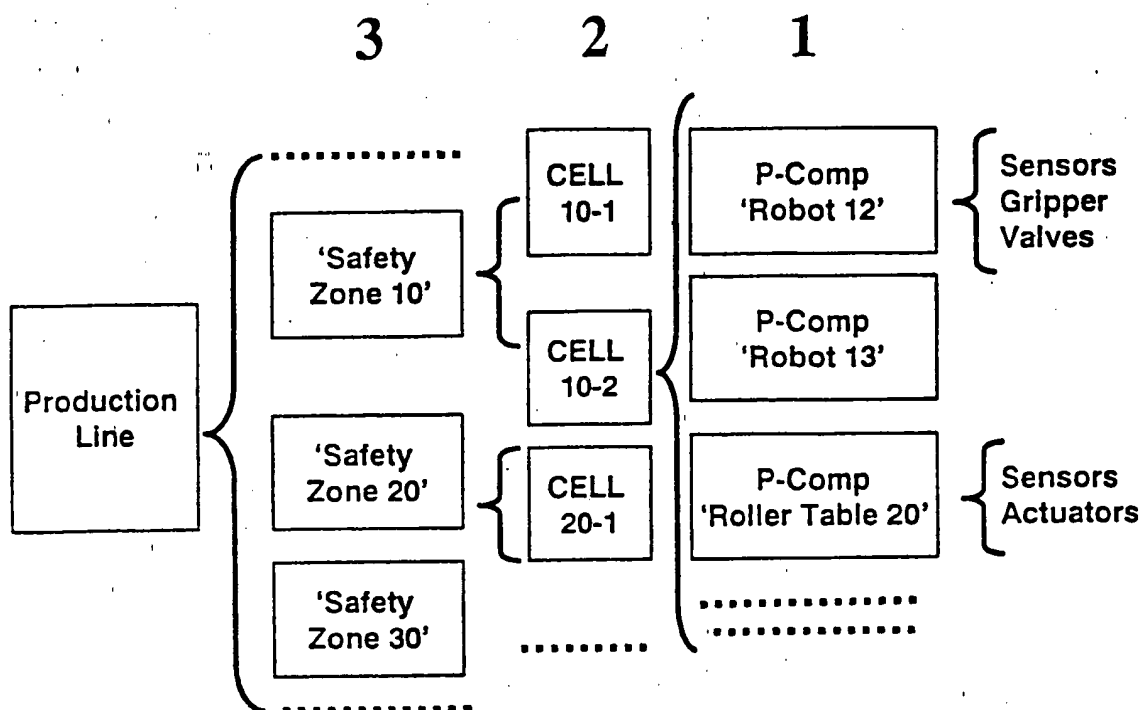 3 2 1
Production
Line
'Safety
Zone 10'
'Safety
Zone 20'
'Safety
Zone 30'
CELL
10-1
CELL
10-2
CELL
20-1
P-Comp
'Robot 12'
P-Comp
'Robot 13'
P-Comp
'Roller Table 20'
Sensors
Gripper
Valves
Sensors
Actuators